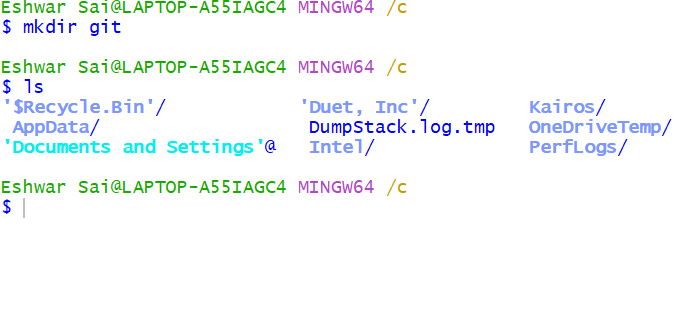 Eshwar Sai@LAPTOP-A55IAGC4 MINGW64 /c
$ mkdir git
Eshwar Sai@LAPTOP-A55IAGC4 MINGW64 /c
$ ls
'$Recycle.Bin'/ 'Duet, Inc'/ Kairos/
AppData/ DumpStack.log.tmp OneDriveTemp/
'Documents and Settings'@ Intel/ PerfLogs/
Eshwar Sai@LAPTOP-A55IAGC4 MINGW64 /c
$